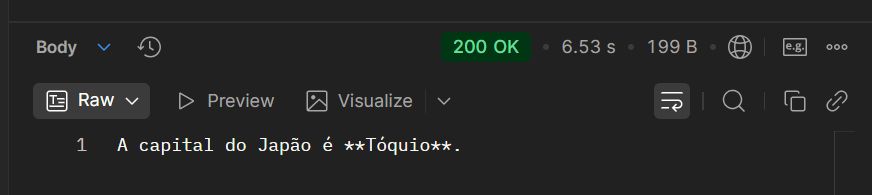 Body 200 OK 6.53 s 199 B e.g.
Raw Preview Visualize
1 A capital do Japão é **Tóquio**.